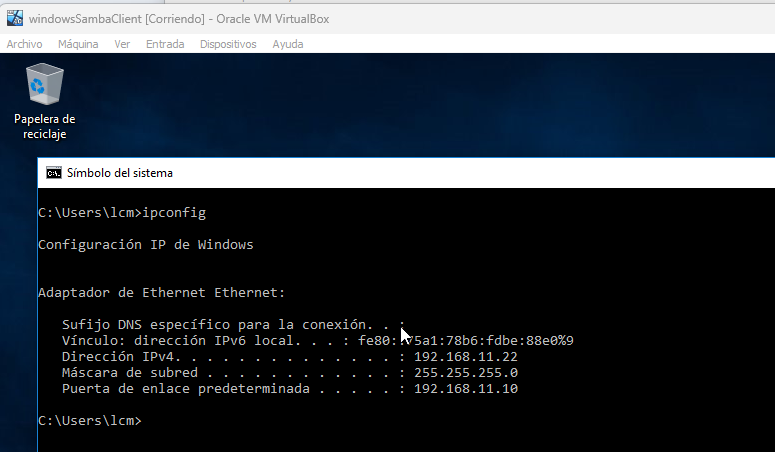 windowsSambaClient [Corriendo] - Oracle VM VirtualBox
Archivo Máquina Ver Entrada Dispositivos Ayuda
Papelera de
reciclaje
Símbolo del sistema
C:\Users\lcm>ipconfig
Configuración IP de Windows
Adaptador de Ethernet Ethernet:
Sufijo DNS específico para la conexión. . :
Vínculo: dirección IPv6 local. . . : fe80::75a1:78b6:fdbe:88e0%9
Dirección IPv4. . . . . . . . . . . . . . : 192.168.11.22
Máscara de subred . . . . . . . . . . . . : 255.255.255.0
Puerta de enlace predeterminada . . . . . : 192.168.11.10
C:\Users\lcm>